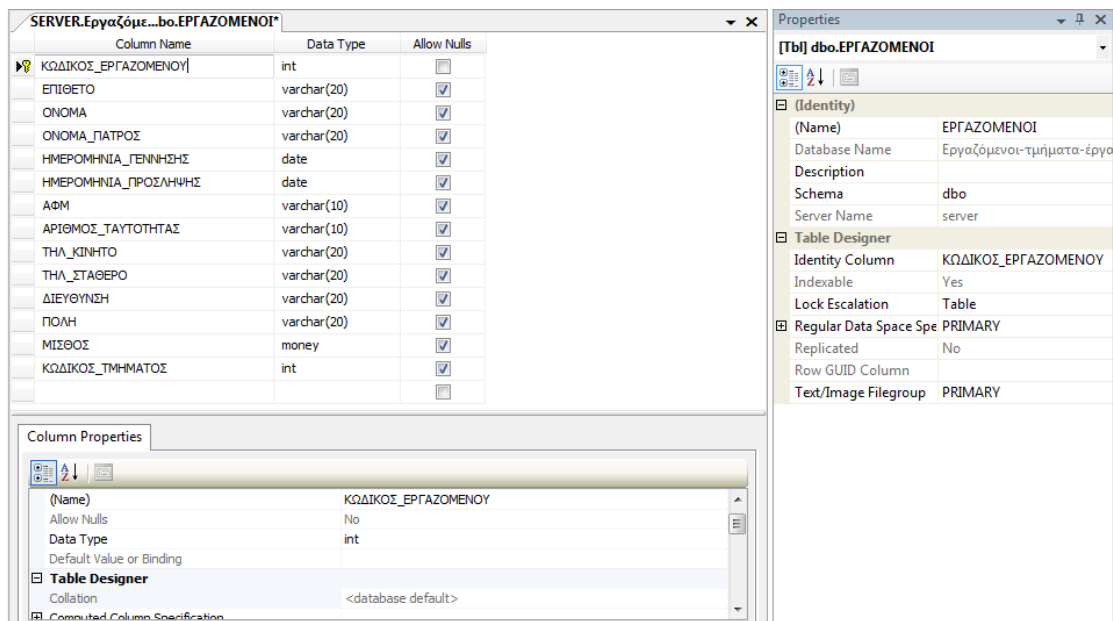 SERVER.Εργαζόμε...bo.ΕΡΓΑΖΟΜΕΝΟΙ*
Column Name Data Type Allow Nulls
ΚΩΔΙΚΟΣ_ΕΡΓΑΖΟΜΕΝΟΥ int
ΕΠΙΘΕΤΟ varchar(20)
ΟΝΟΜΑ varchar(20)
ΟΝΟΜΑ_ΠΑΤΡΟΣ varchar(20)
ΗΜΕΡΟΜΗΝΙΑ_ΓΕΝΝΗΣΗΣ date
ΗΜΕΡΟΜΗΝΙΑ_ΠΡΟΣΛΗΨΗΣ date
ΑΦΜ varchar(10)
ΑΡΙΘΜΟΣ_ΤΑΥΤΟΤΗΤΑΣ varchar(10)
ΤΗΛ_ΚΙΝΗΤΟ varchar(20)
ΤΗΛ_ΣΤΑΘΕΡΟ varchar(20)
ΔΙΕΥΘΥΝΣΗ varchar(20)
ΠΟΛΗ varchar(20)
ΜΙΣΘΟΣ money
ΚΩΔΙΚΟΣ_ΤΜΗΜΑΤΟΣ int
Column Properties
(Name) ΚΩΔΙΚΟΣ_ΕΡΓΑΖΟΜΕΝΟΥ
Allow Nulls No
Data Type int
Default Value or Binding
Table Designer
Collation <database default>
Computed Column Specification
Properties
[Tbl] dbo.ΕΡΓΑΖΟΜΕΝΟΙ
(Identity)
(Name) ΕΡΓΑΖΟΜΕΝΟΙ
Database Name Εργαζόμενοι-τμήματα-έργα
Description
Schema dbo
Server Name server
Table Designer
Identity Column ΚΩΔΙΚΟΣ_ΕΡΓΑΖΟΜΕΝΟΥ
Indexable Yes
Lock Escalation Table
Regular Data Space Spe PRIMARY
Replicated No
Row GUID Column
Text/Image Filegroup PRIMARY